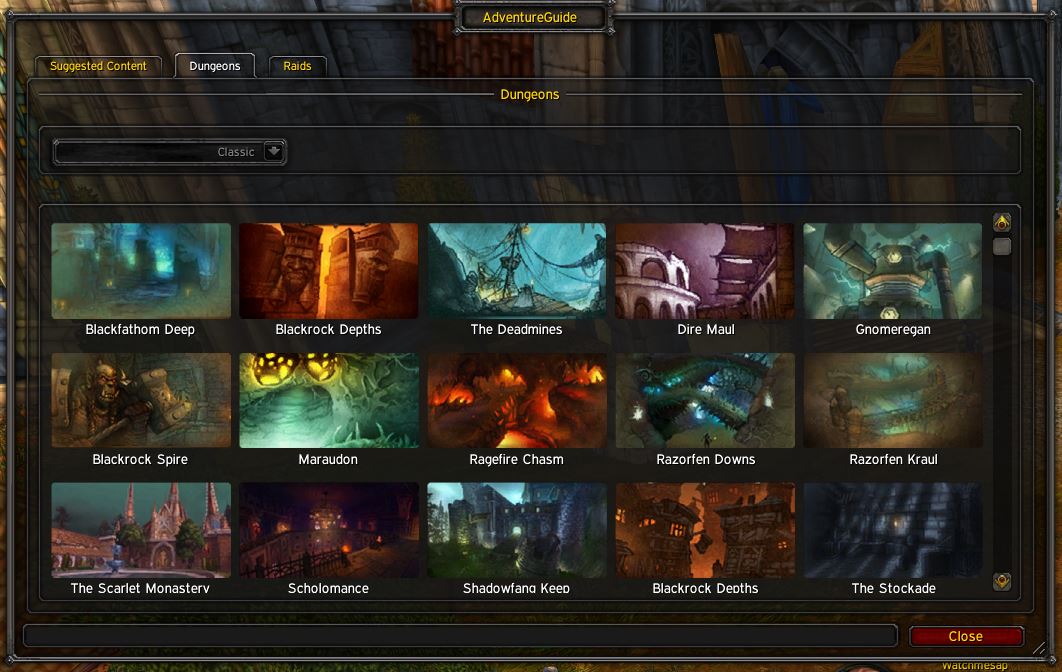 AdventureGuide
Suggested Content
Dungeons
Raids
Dungeons
Classic
Blackfathom Deep
Blackrock Depths
The Deadmines
Dire Maul
Gnomeregan
Blackrock Spire
Maraudon
Ragefire Chasm
Razorfen Downs
Razorfen Kraul
The Scarlet Monastery
Scholomance
Shadowfang Keep
Blackrock Depths
The Stockade
Close
Watchmesap